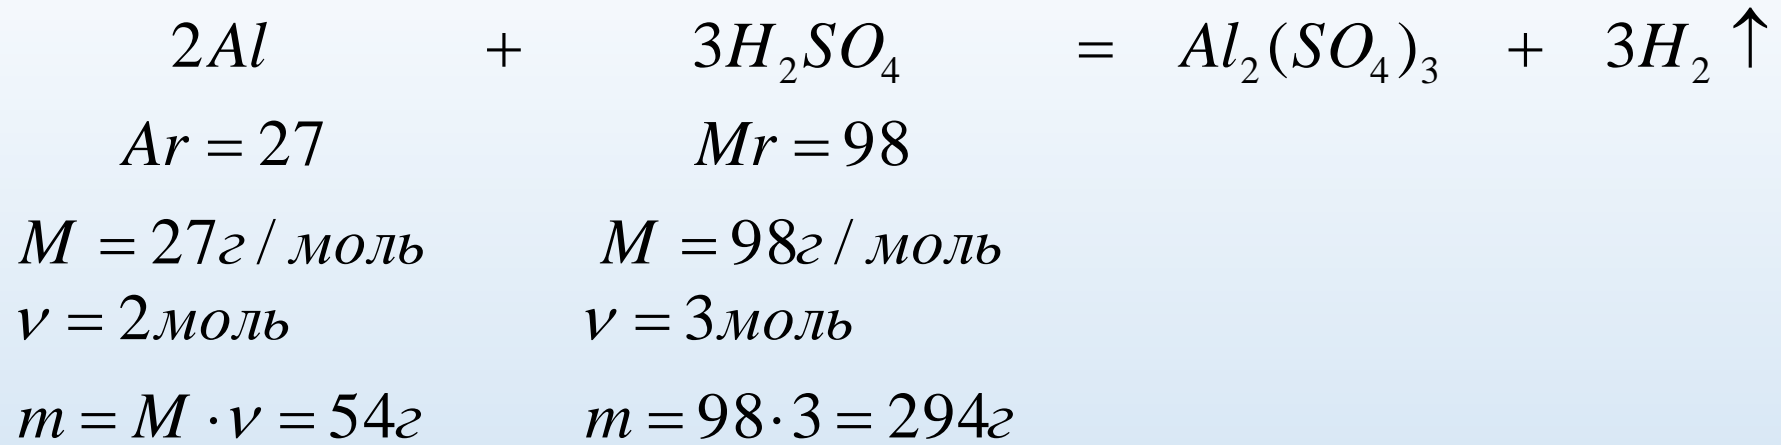 2Al + 3H₂SO₄ = Al₂(SO₄)₃ + 3H₂ ↑
Ar = 27 Mr = 98
M = 27г / моль M = 98г / моль
ν = 2моль ν = 3моль
m = M · ν = 54г m = 98 · 3 = 294г